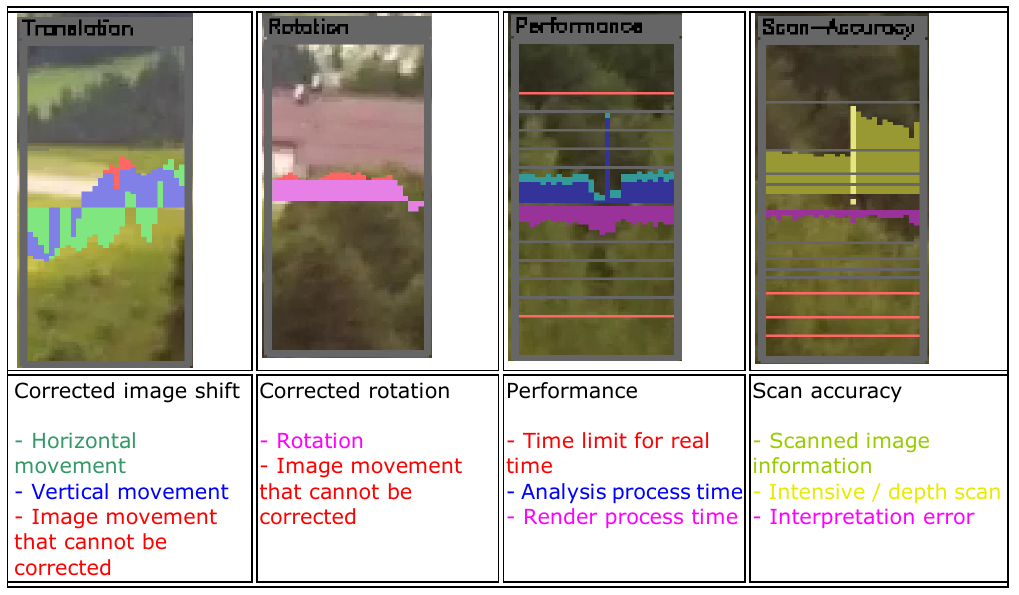 Translation
Rotation
Performance
Scan-Accuracy
Corrected image shift
- Horizontal
movement
- Vertical movement
- Image movement
that cannot be
corrected
Corrected rotation
- Rotation
- Image movement
that cannot be
corrected
Performance
- Time limit for real
time
- Analysis process time
- Render process time
Scan accuracy
- Scanned image
information
- Intensive / depth scan
- Interpretation error